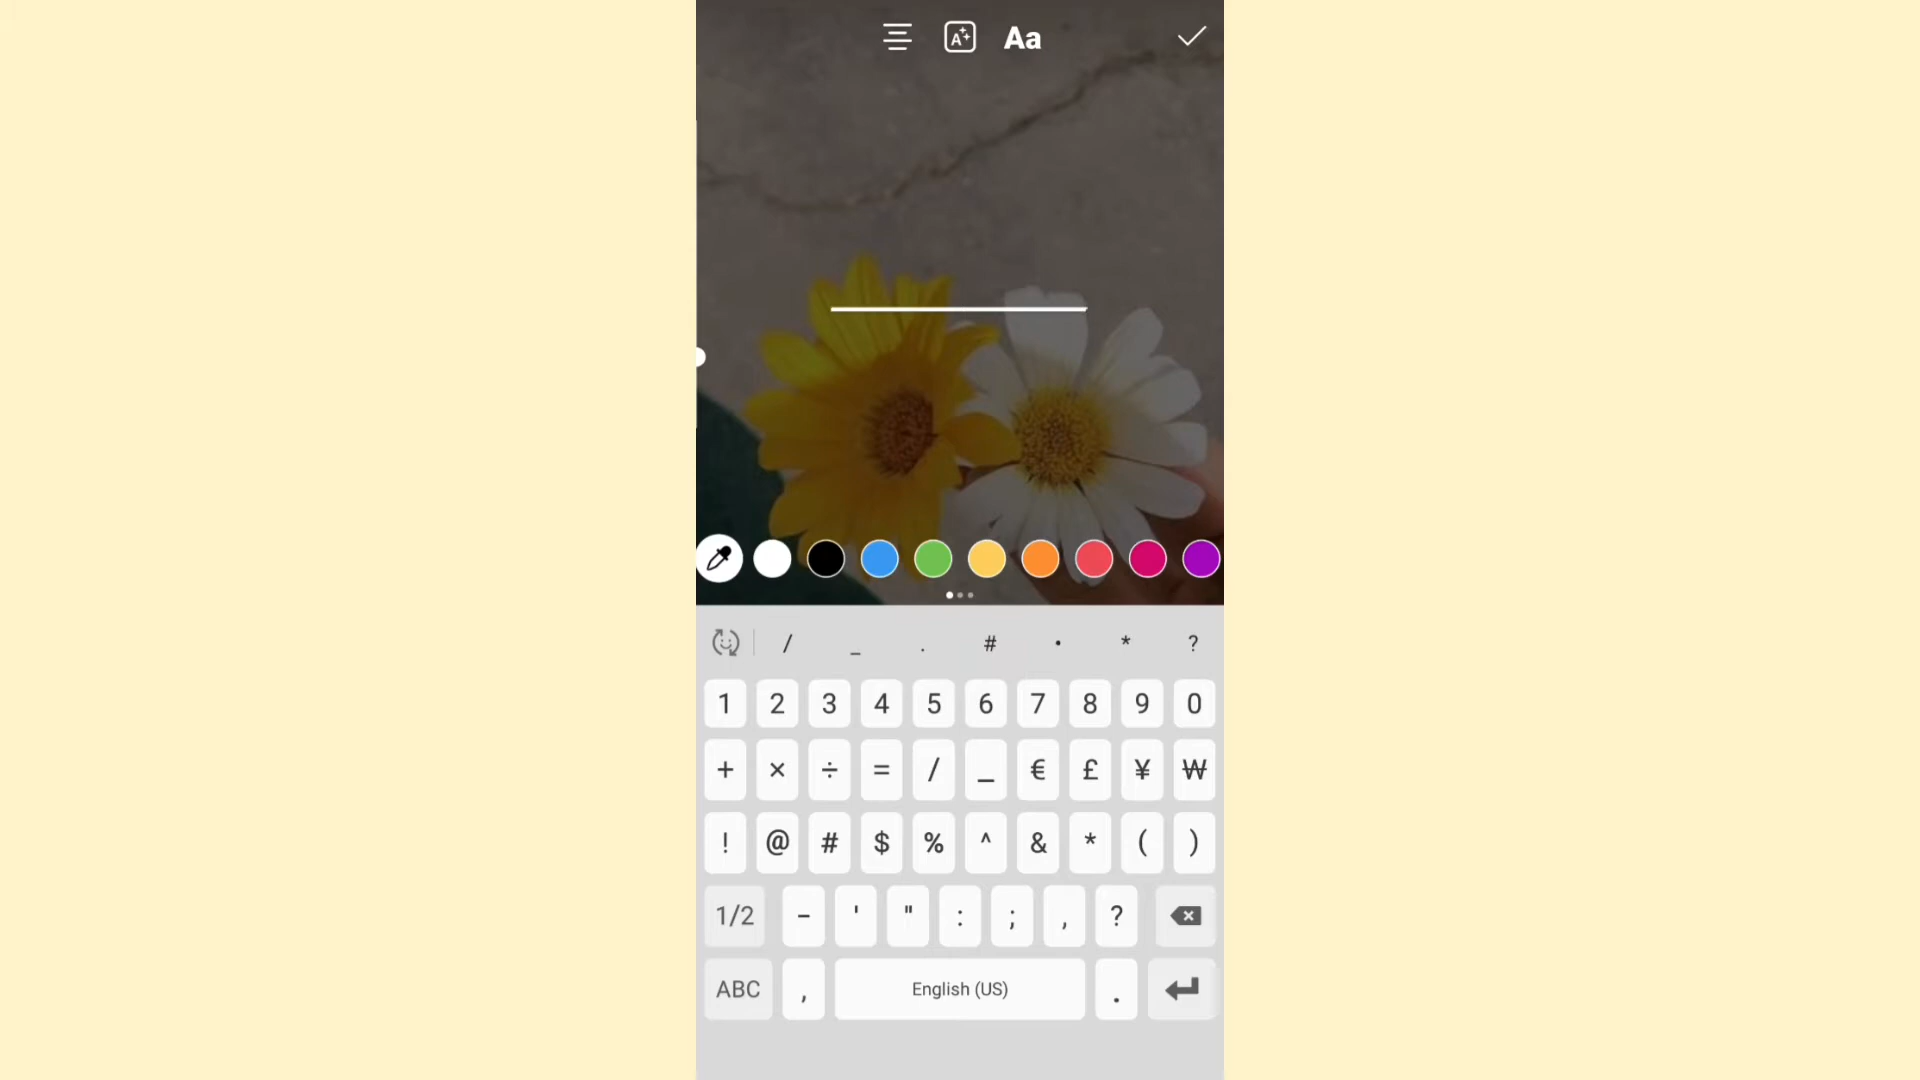 A Aa
/ _ . # • * ?
1 2 3 4 5 6 7 8 9 0
+ × ÷ = / _ € £ ¥ ₩
! @ # $ % ^ & * ( )
1/2 - ' " : ; , ?
ABC , English (US) .